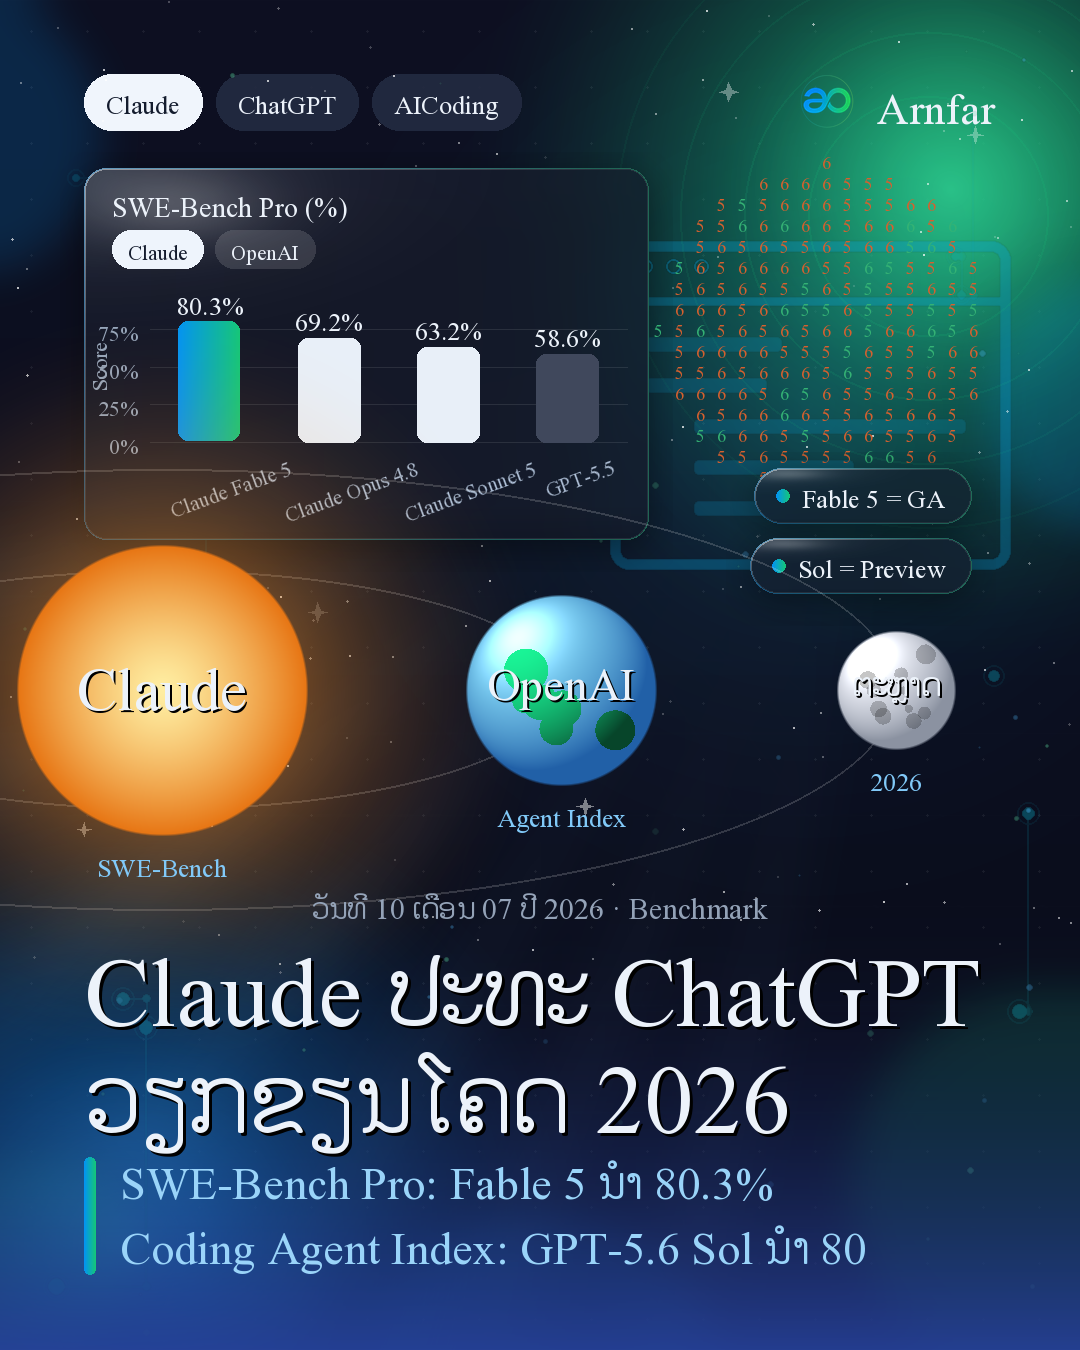 Claude
ChatGPT
AICoding
Arnfar
SWE-Bench Pro (%)
Claude
OpenAI
80.3%
69.2%
63.2%
58.6%
75%
0%
25%
0%
Score
Claude Fable 5
Claude Opus 4.8
Claude Sonnet 5
GPT-5.5
Fable 5 = GA
Sol = Preview
Claude
OpenAI
ຕະຫຼາດ
2026
Agent Index
SWE-Bench
ວັນທີ 10 ເດືອນ 07 ປີ 2026 · Benchmark
Claude ປະທະ ChatGPT
ວຽກຂຽນໂຄດ 2026
SWE-Bench Pro: Fable 5 ນຳ 80.3%
Coding Agent Index: GPT-5.6 Sol ນຳ 80